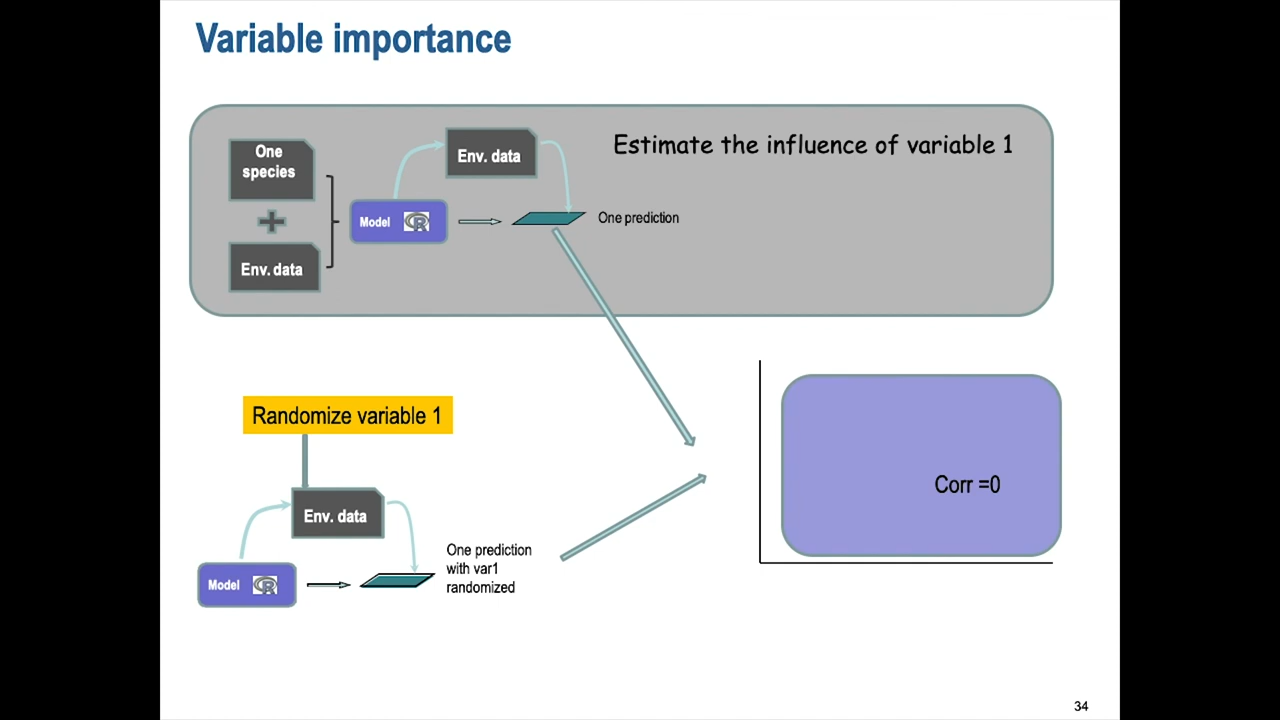 Variable importance
Estimate the influence of variable 1
One
species
Env. data
Env. data
Model R
One prediction
Randomize variable 1
Env. data
Model R
One prediction
with var1
randomized
Corr =0
34